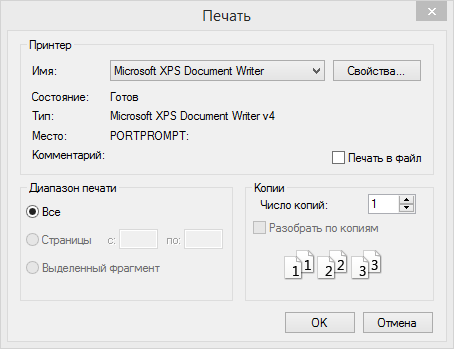 Печать
Принтер
Имя: Microsoft XPS Document Writer Свойства...
Состояние: Готов
Тип: Microsoft XPS Document Writer v4
Место: PORTPROMPT:
Комментарий: Печать в файл
Диапазон печати
Все
Страницы с: по:
Выделенный фрагмент
Копии
Число копий: 1
Разобрать по копиям
1 1 2 2 3 3
OK Отмена